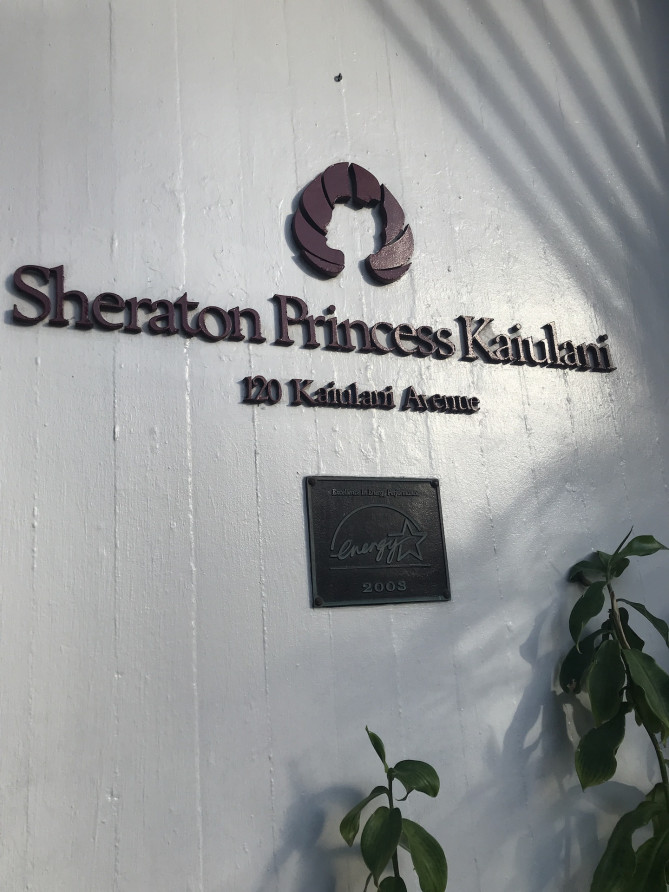 Sheraton Princess Kaiulani
120 Kaiulani Avenue
energy
2003